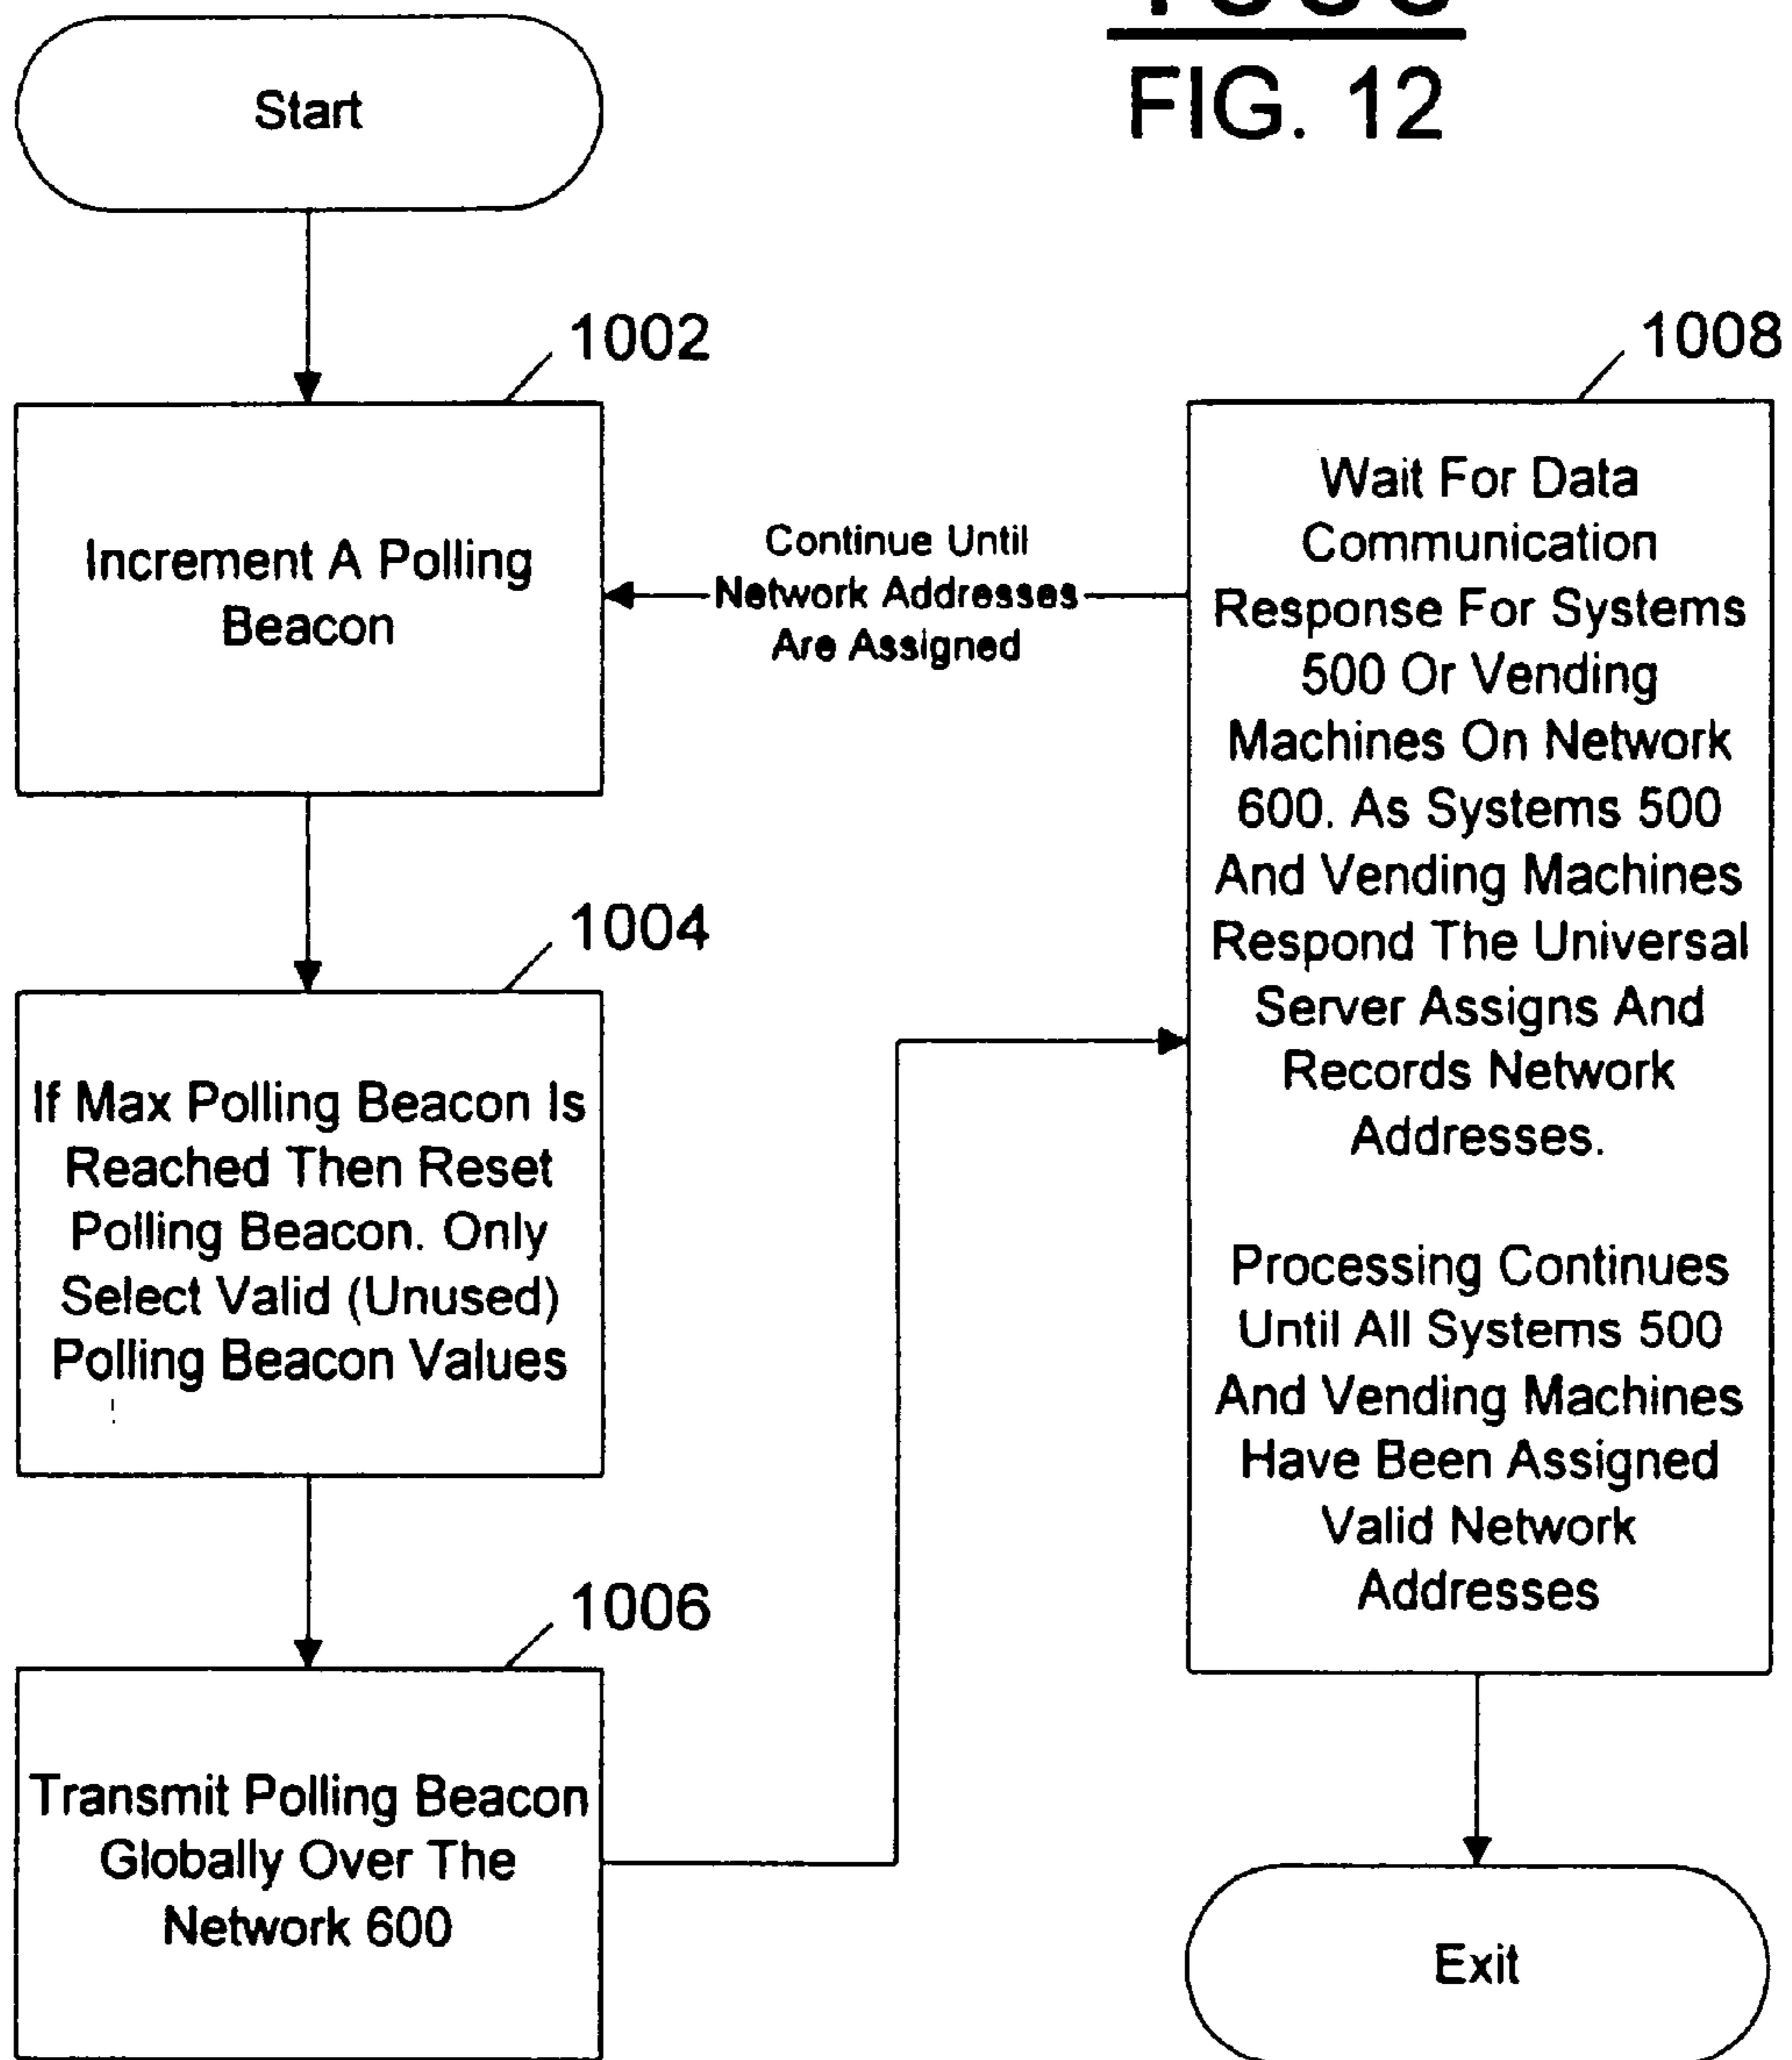 FIG. 12
Start
1002
Increment A Polling
Beacon
Continue Until
Network Addresses
Are Assigned
1004
If Max Polling Beacon Is
Reached Then Reset
Polling Beacon. Only
Select Valid (Unused)
Polling Beacon Values
1006
Transmit Polling Beacon
Globally Over The
Network 600
1008
Wait For Data
Communication
Response For Systems
500 Or Vending
Machines On Network
600. As Systems 500
And Vending Machines
Respond The Universal
Server Assigns And
Records Network
Addresses.
Processing Continues
Until All Systems 500
And Vending Machines
Have Been Assigned
Valid Network
Addresses
Exit